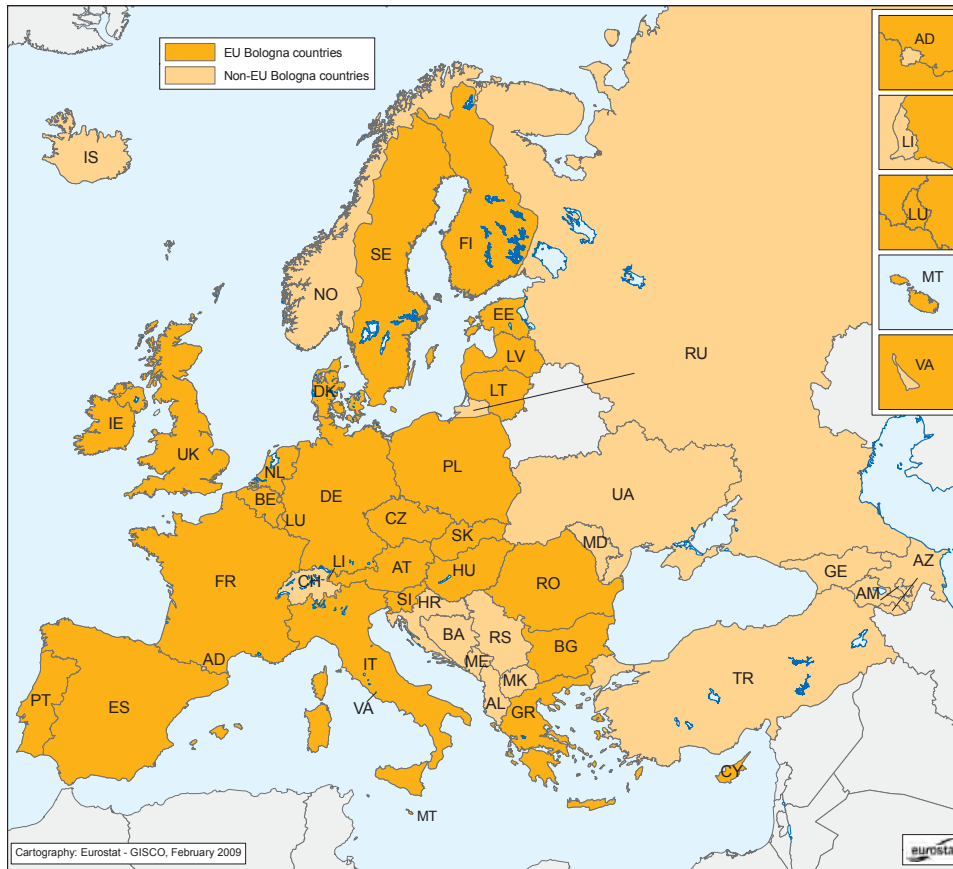 EU Bologna countries
Non-EU Bologna countries
AD
LI
LU
MT
VA
IS
SE
FI
NO
EE
RU
LV
LT
DK
IE
UK
NL
PL
BE
DE
UA
LU
CZ
SK
MD
LI
FR
CH
AT
HU
RO
GE
AZ
AM
SI
HR
BA
RS
BG
AD
IT
ME
MK
TR
PT
ES
VA
AL
GR
CY
MT
Cartography: Eurostat - GISCO, February 2009
eurosta